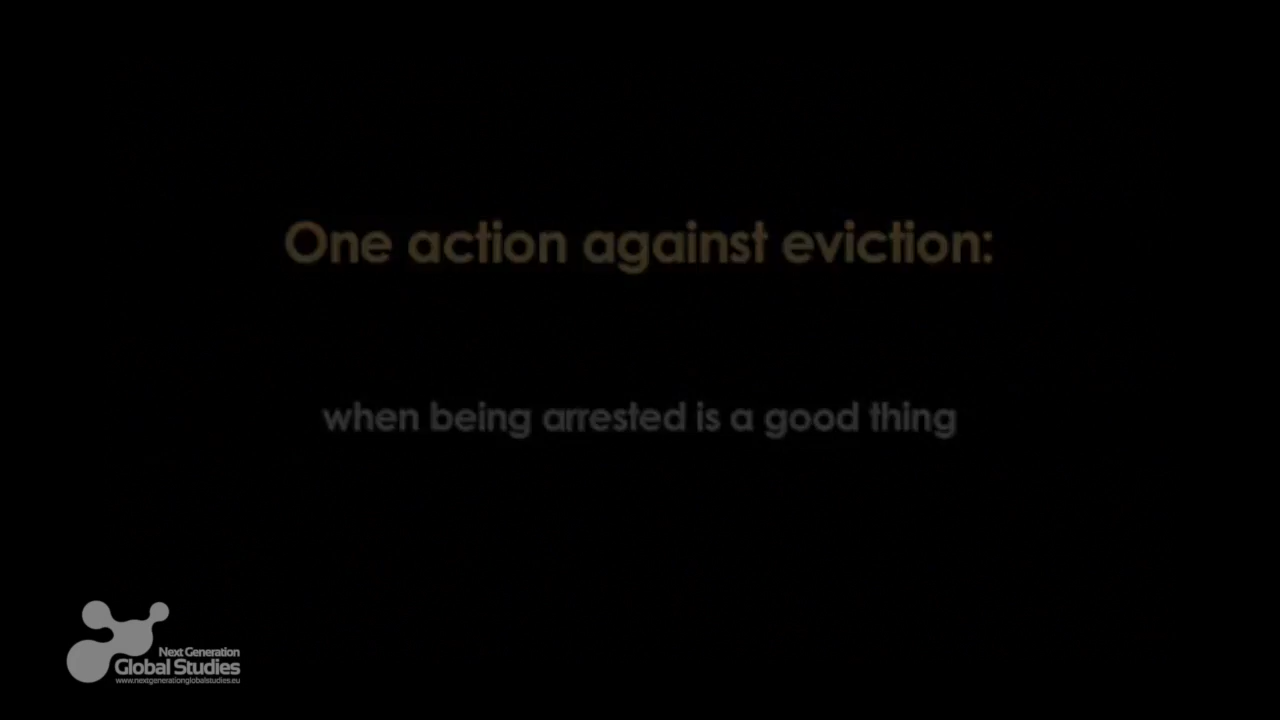 One action against eviction:
when being arrested is a good thing
Next Generation
Global Studies
www.nextgenerationglobalstudies.eu